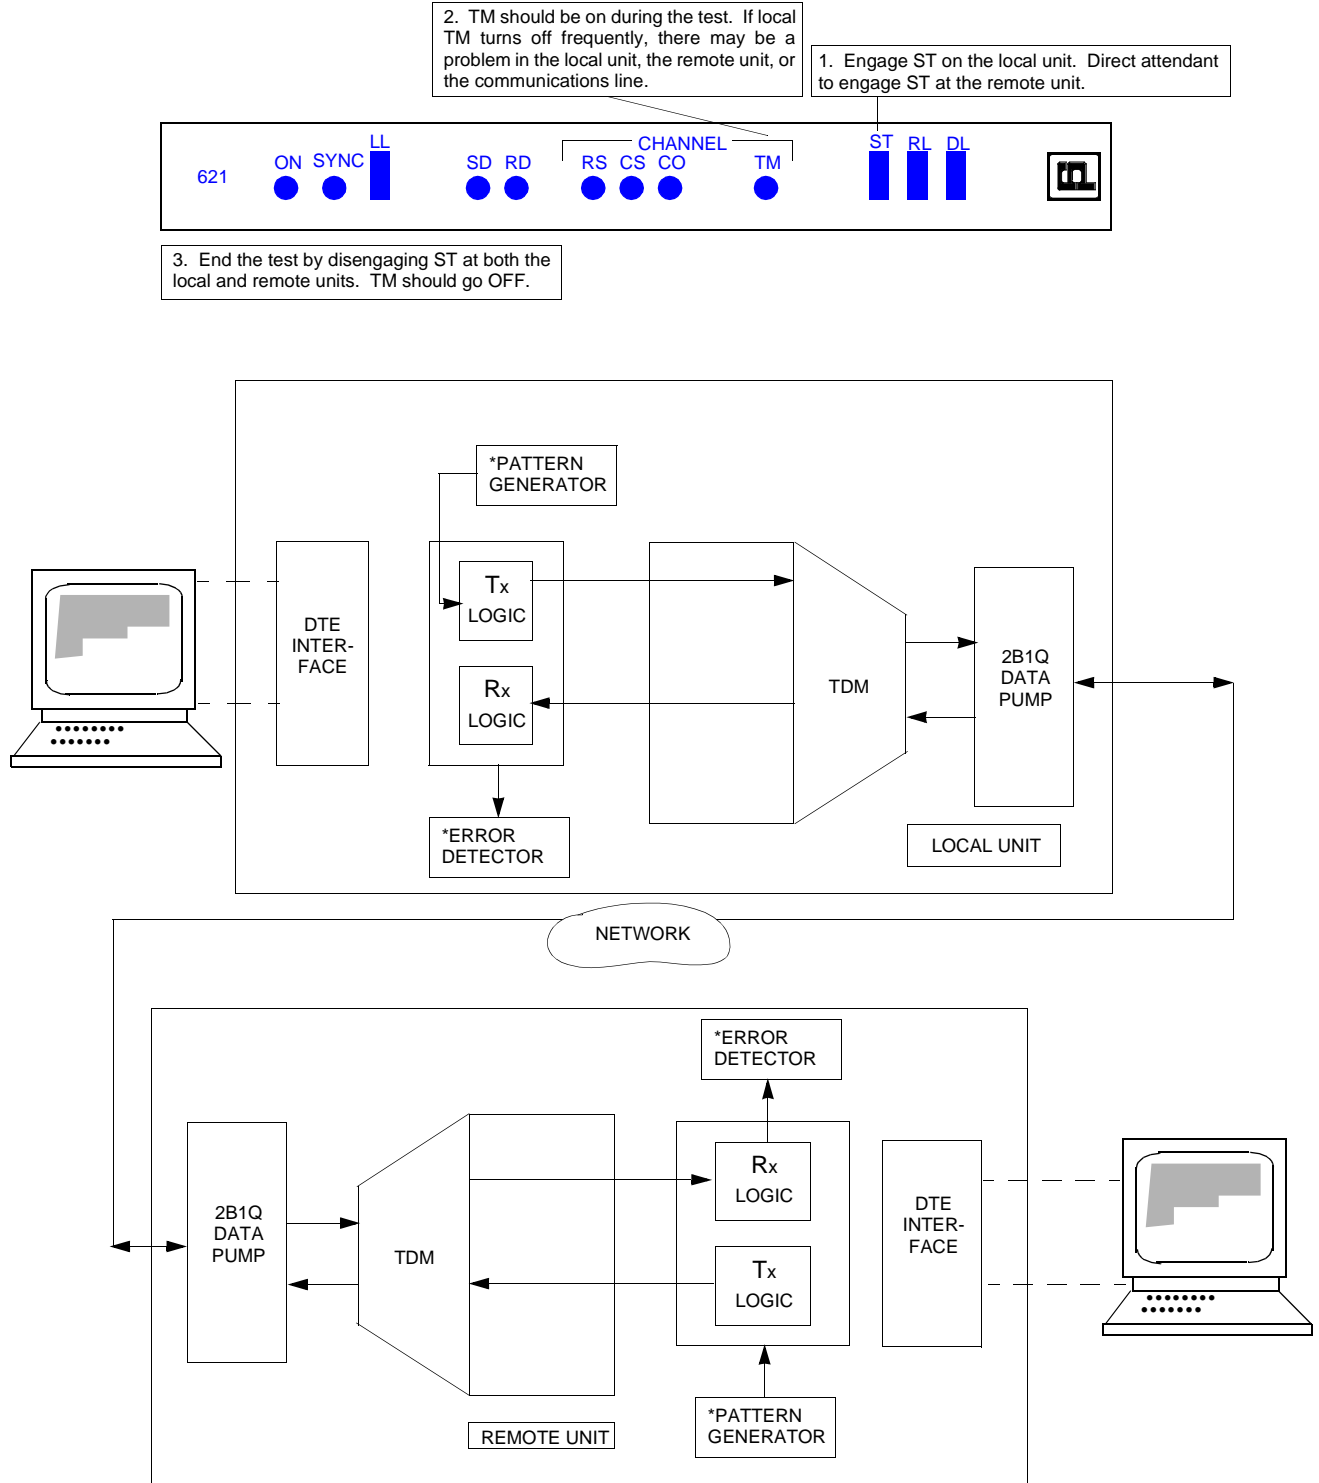 2. TM should be on during the test. If local
TM turns off frequently, there may be a
problem in the local unit, the remote unit, or
the communications line.
1. Engage ST on the local unit. Direct attendant
to engage ST at the remote unit.
621
ON
SYNC
LL
SD
RD
CHANNEL
RS
CS
CO
TM
ST
RL
DL
3. End the test by disengaging ST at both the
local and remote units. TM should go OFF.
*PATTERN
GENERATOR
DTE
INTER-
FACE
Tx
LOGIC
Rx
LOGIC
TDM
2B1Q
DATA
PUMP
*ERROR
DETECTOR
LOCAL UNIT
NETWORK
*ERROR
DETECTOR
2B1Q
DATA
PUMP
TDM
Rx
LOGIC
Tx
LOGIC
DTE
INTER-
FACE
REMOTE UNIT
*PATTERN
GENERATOR